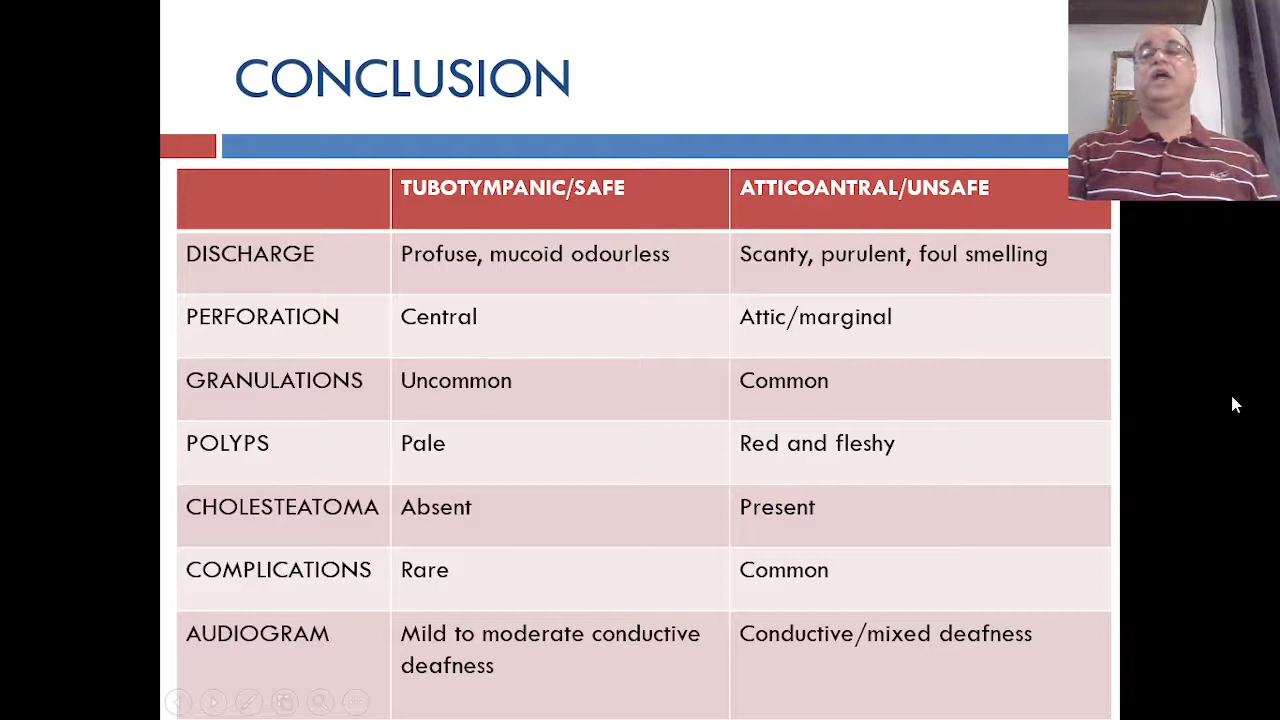 CONCLUSION
TUBOTYMPANIC/SAFE
ATTICOANTRAL/UNSAFE
DISCHARGE
Profuse, mucoid odourless
Scanty, purulent, foul smelling
PERFORATION
Central
Attic/marginal
GRANULATIONS
Uncommon
Common
POLYPS
Pale
Red and fleshy
CHOLESTEATOMA
Absent
Present
COMPLICATIONS
Rare
Common
AUDIOGRAM
Mild to moderate conductive
deafness
Conductive/mixed deafness